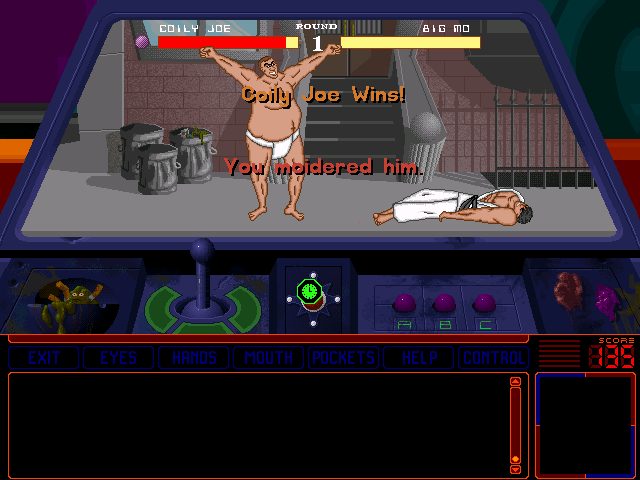 COILY JOE
ROUND
BIG MO
1
Coily Joe Wins!
You moidered him.
A B C
EXIT EYES HANDS MOUTH POCKETS HELP CONTROL
SCORE
135